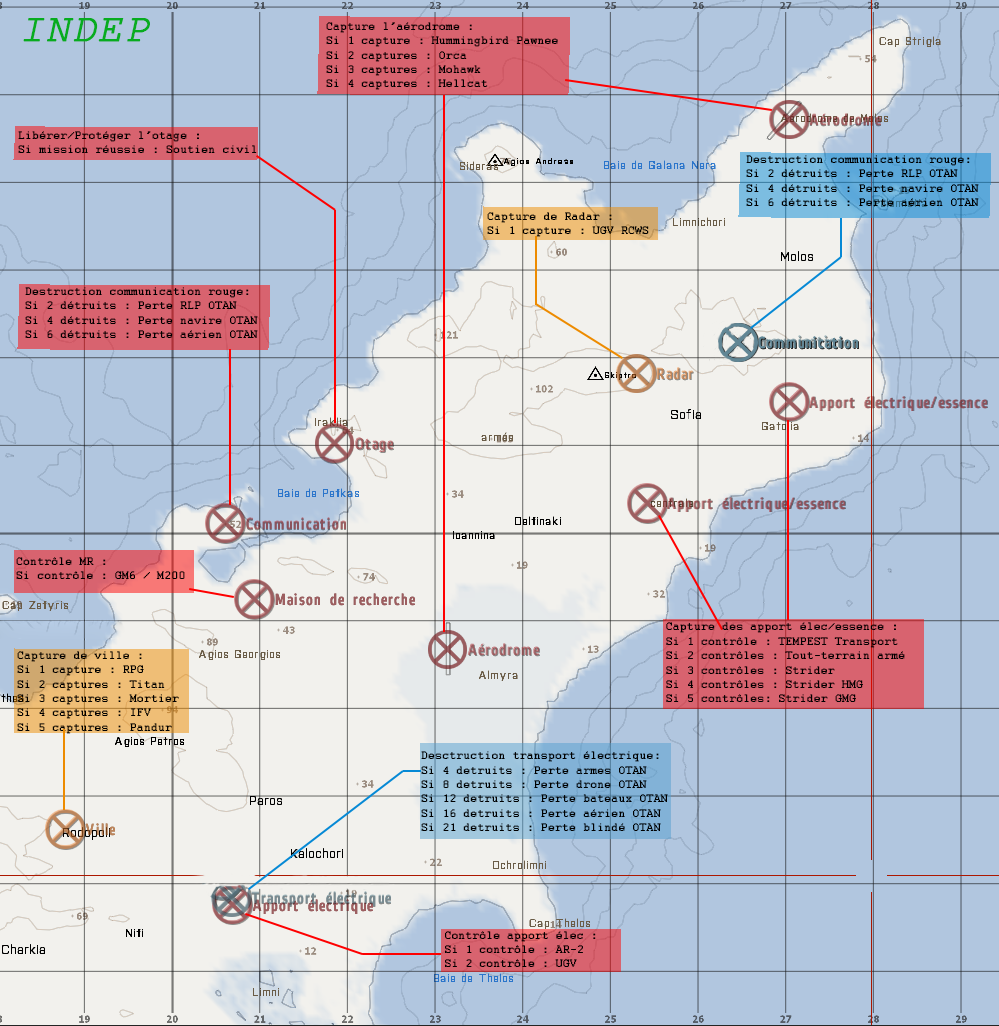 INDEP
Capture l'aérodrome :
Si 1 capture : Hummingbird Pawnee
Si 2 captures : Orca
Si 3 captures : Mohawk
Si 4 captures : Hellcat
Cap Strigla
54
Aérodrome
Libérer/Protéger l'otage :
Si mission réussie : Soutien civil
Sideras
Agios Andreas
Baie de Galana Nera
Destruction communication rouge:
Si 2 détruits : Perte RLP OTAN
Si 4 détruits : Perte navire OTAN
Si 6 détruits : Perte aérien OTAN
Capture de Radar :
Si 1 capture : UGV RCWS
Limnichori
60
Molos
Destruction communication rouge:
Si 2 détruits : Perte RLP OTAN
Si 4 détruits : Perte navire OTAN
Si 6 détruits : Perte aérien OTAN
121
Communication
Skiptro
Radar
102
Apport électrique/essence
Sofia
Gatolia
14
Iraklia
Otage
armés
Baie de Pefkas
34
centrale
Apport électrique/essence
52
Communication
Delfinaki
Ioannina
19
Contrôle MR :
Si contrôle : GM6 / M200
19
74
32
Cap Zefyris
Maison de recherche
43
89
Agios Georgios
Aérodrome
13
Almyra
Capture des apport élec/essence :
Si 1 contrôle : TEMPEST Transport
Si 2 contrôles : Tout-terrain armé
Si 3 contrôles : Strider
Si 4 contrôles : Strider HMG
Si 5 contrôles: Strider GMG
Capture de ville :
Si 1 capture : RPG
Si 2 captures : Titan
Si 3 captures : Mortier
Si 4 captures : IFV
Si 5 captures : Pandur
Agios Petros
Desctruction transport électrique:
Si 4 detruits : Perte armes OTAN
Si 8 detruits : Perte drone OTAN
Si 12 detruits : Perte bateaux OTAN
Si 16 detruits : Perte aérien OTAN
Si 21 detruits : Perte blindé OTAN
34
Paros
Rodopoli
Ville
Kalochori
22
Ochrolimni
Transport électrique
Apport électrique
69
Nifi
Cap Thelos
Contrôle apport élec :
Si 1 contrôle : AR-2
Si 2 contrôle : UGV
Charkia
12
Baie de Thelos
Limni
19 20 21 22 23 24 25 26 27 28 29
19 20 21 22 23 24 25 26 27 28 29